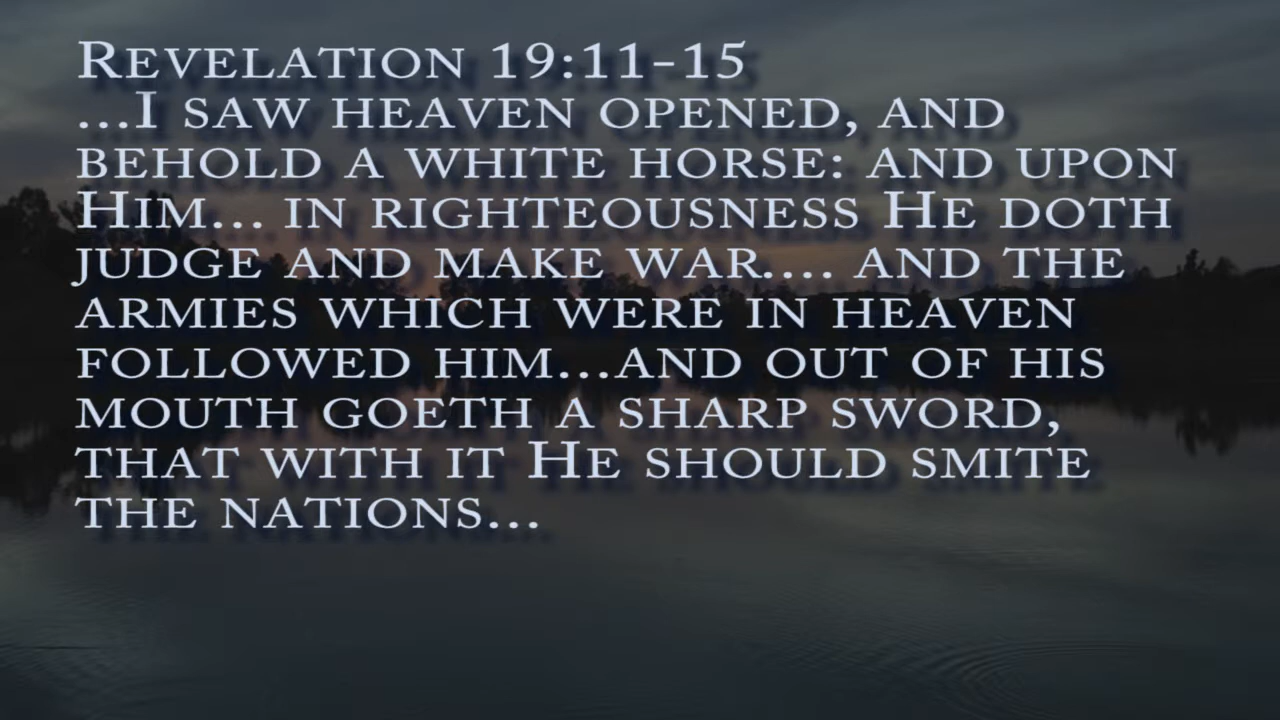 Revelation 19:11-15
...I saw heaven opened, and
behold a white horse: and upon
Him... in righteousness He doth
judge and make war.... and the
armies which were in heaven
followed him...and out of his
mouth goeth a sharp sword,
that with it He should smite
the nations...